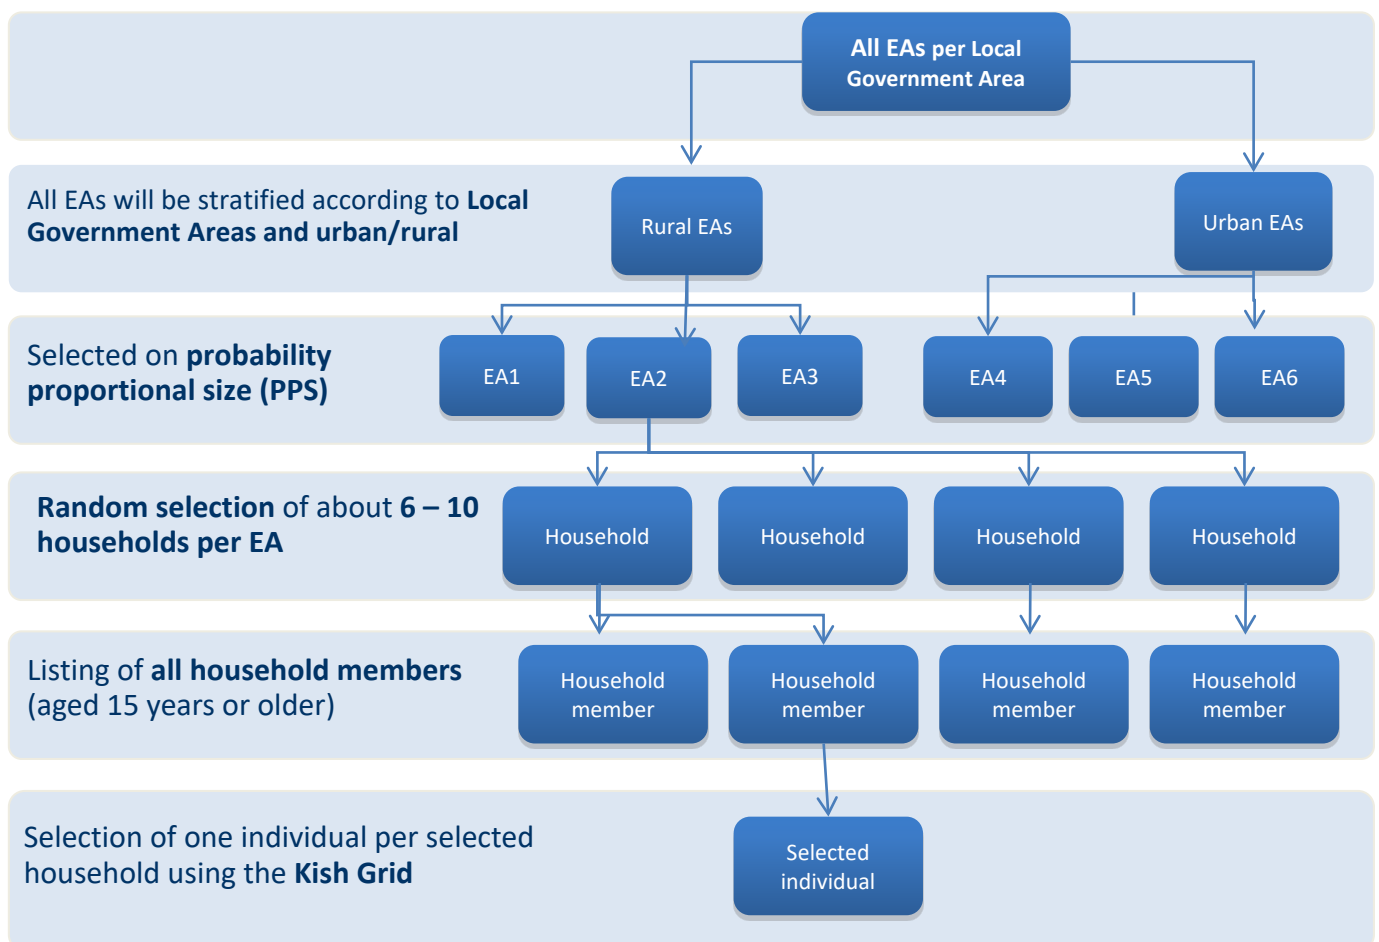 All EAs per Local
Government Area
All EAs will be stratified according to Local
Government Areas and urban/rural
Rural EAs
Urban EAs
Selected on probability
proportional size (PPS)
EA1
EA2
EA3
EA4
EA5
EA6
Random selection of about 6 – 10
households per EA
Household
Household
Household
Household
Listing of all household members
(aged 15 years or older)
Household
member
Household
member
Household
member
Household
member
Selection of one individual per selected
household using the Kish Grid
Selected
individual